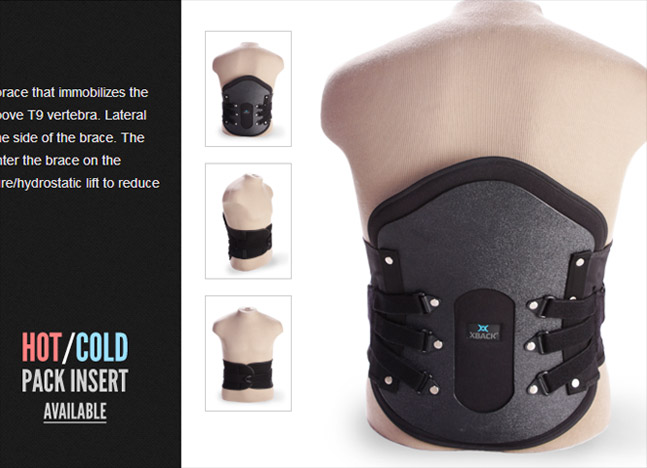 brace that immobilizes the
bove T9 vertebra. Lateral
he side of the brace. The
nter the brace on the
ure/hydrostatic lift to reduce
HOT/COLD
PACK INSERT
AVAILABLE
XBACK